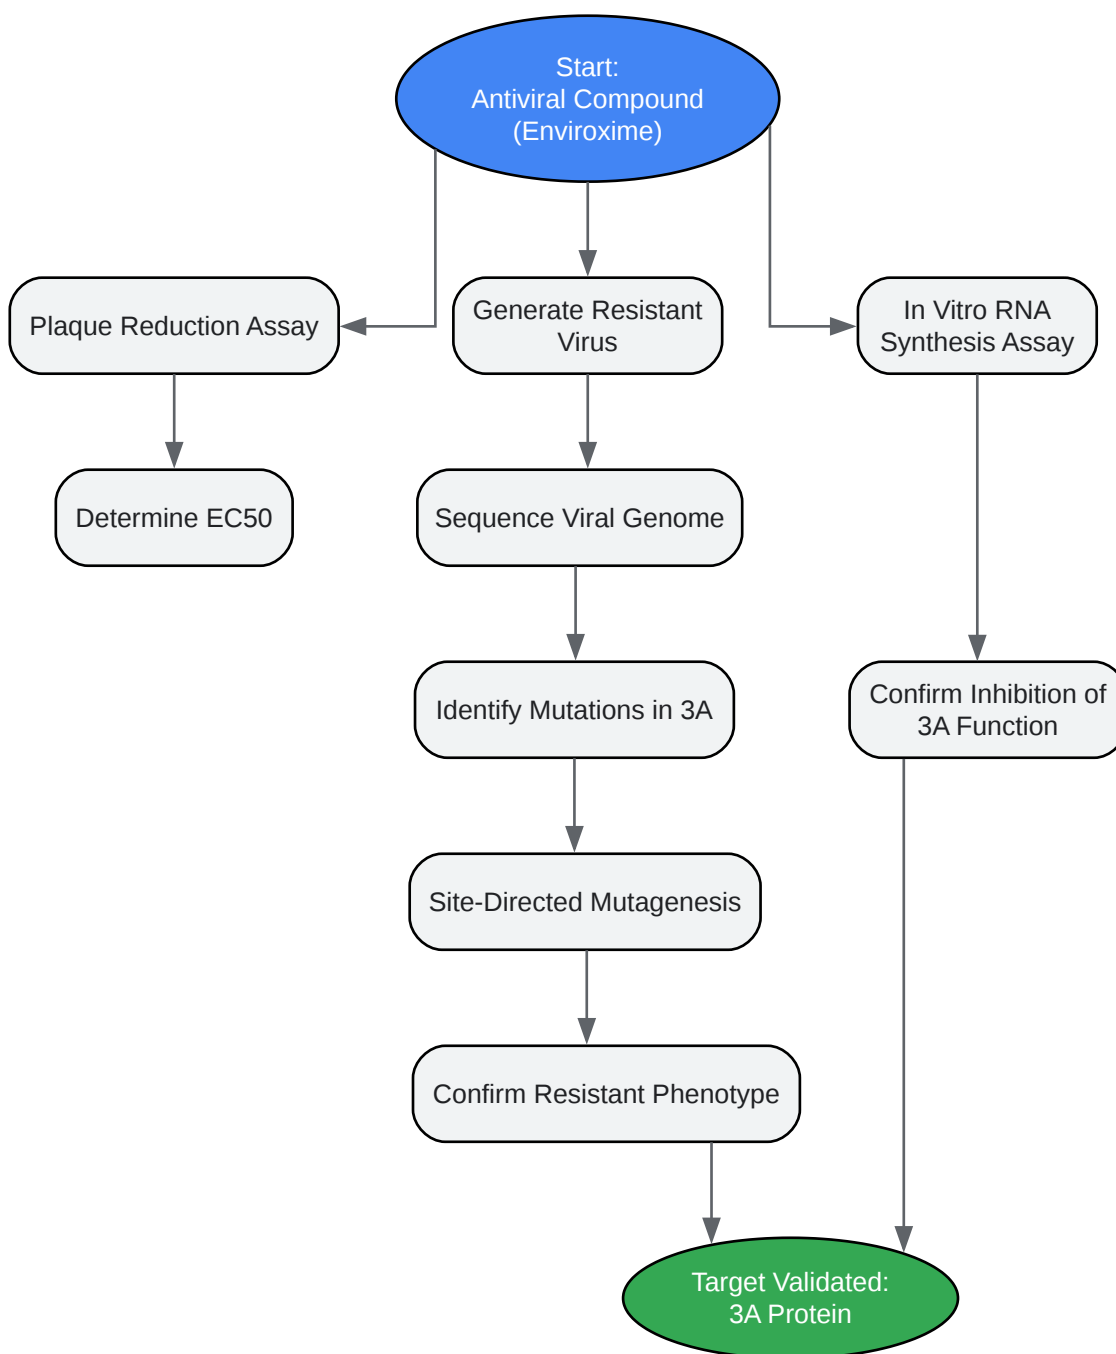 Start:
Antiviral Compound
(Enviroxime)
Plaque Reduction Assay
Generate Resistant
Virus
In Vitro RNA
Synthesis Assay
Determine EC50
Sequence Viral Genome
Identify Mutations in 3A
Confirm Inhibition of
3A Function
Site-Directed Mutagenesis
Confirm Resistant Phenotype
Target Validated:
3A Protein